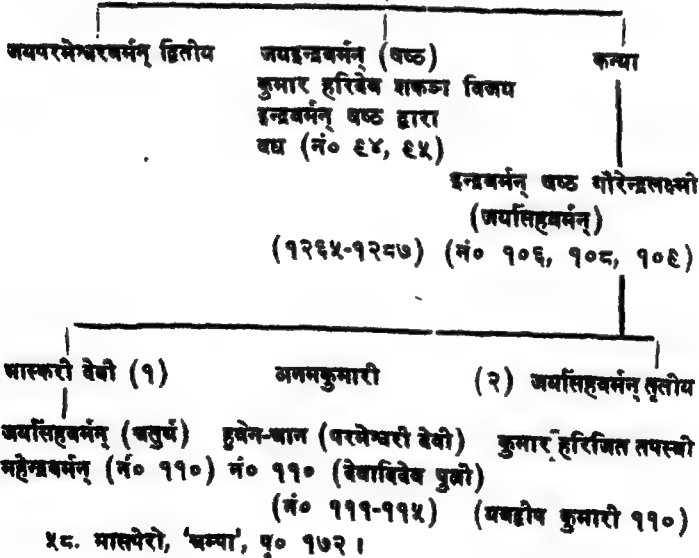 जयपरमेश्वरवर्मन् द्वितीय जयइन्द्रवर्मन् (षष्ठ) कन्या
कुमार हरिदेव शकङा विजय
इन्द्रवर्मन् षष्ठ द्वारा
वध (नं० ६४, ६५)
इन्द्रवर्मन् षष्ठ गौरेन्द्रलक्ष्मी
(जयसिंहवर्मन्)
(१२६५-१२८७) (नं० १०६, १०८, १०६)
भास्करी देवी (१) अनमकुमारी (२) जयसिंहवर्मन् तृतीय
जयसिंहवर्मन् (चतुर्थ) हुयेन-चान (परमेश्वरी देवी) कुमार हरिजित तपस्वी
महेन्द्रवर्मन् (नं० ११०) नं० ११० (देवादिदेव पुत्री)
(नं० १११-११५) (यवद्वीप कुमारी ११०)
५८. मासपेरो, 'चम्पा', पृ० १७२ ।